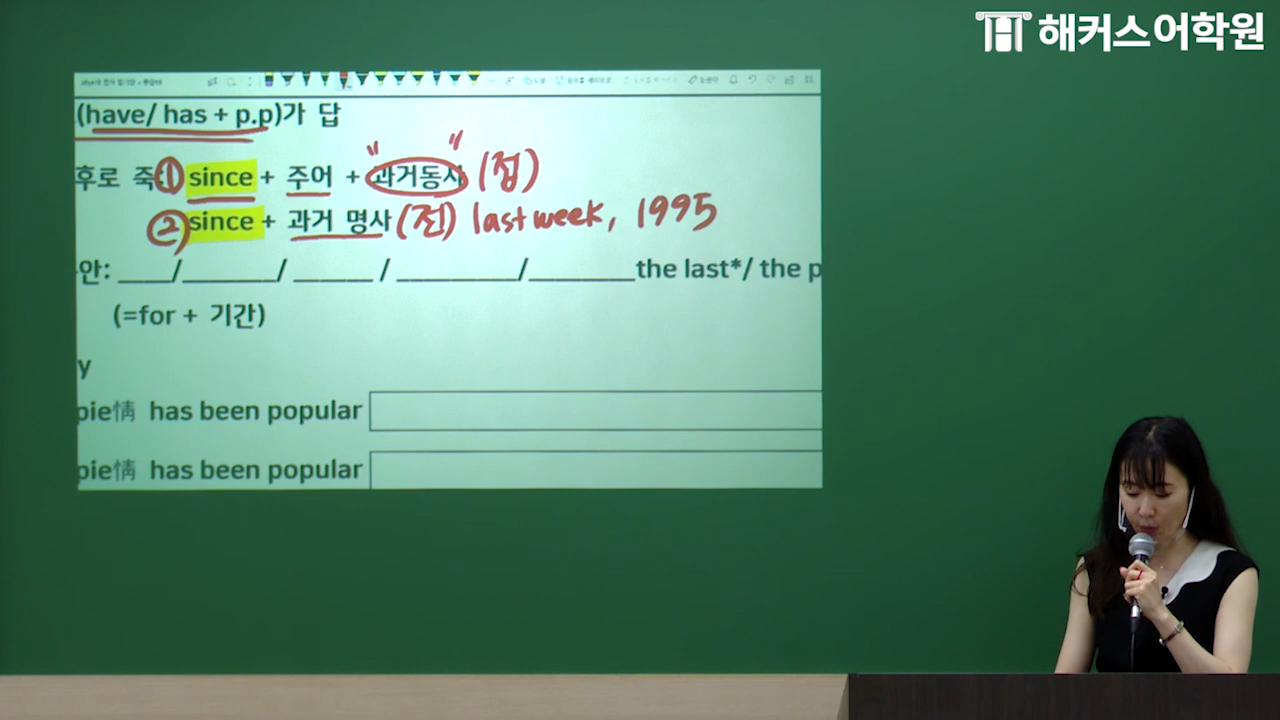 해커스어학원
(have/ has + p.p)가 답
후로 죽: ① since + 주어 + "과거동사" (접)
② since + 과거 명사 (전) last week, 1995
안: ____/_______/ ______ / _________ /________the last*/ the p
(=for + 기간)
y
pie情 has been popular
pie情 has been popular